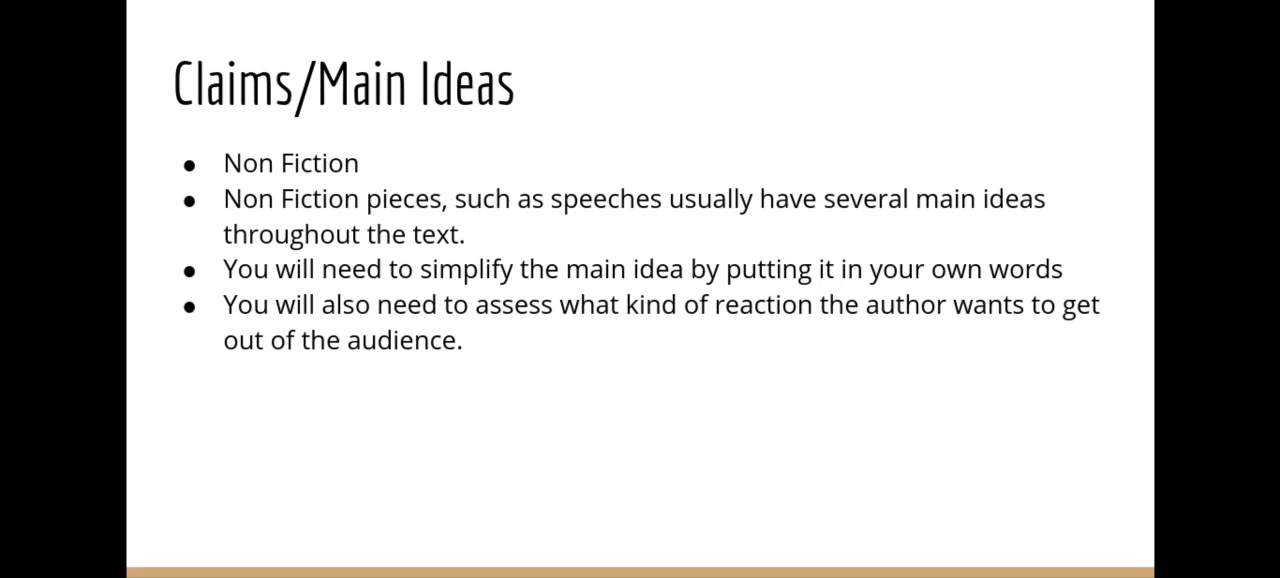 Claims/Main Ideas
● Non Fiction
● Non Fiction pieces, such as speeches usually have several main ideas
throughout the text.
● You will need to simplify the main idea by putting it in your own words
● You will also need to assess what kind of reaction the author wants to get
out of the audience.